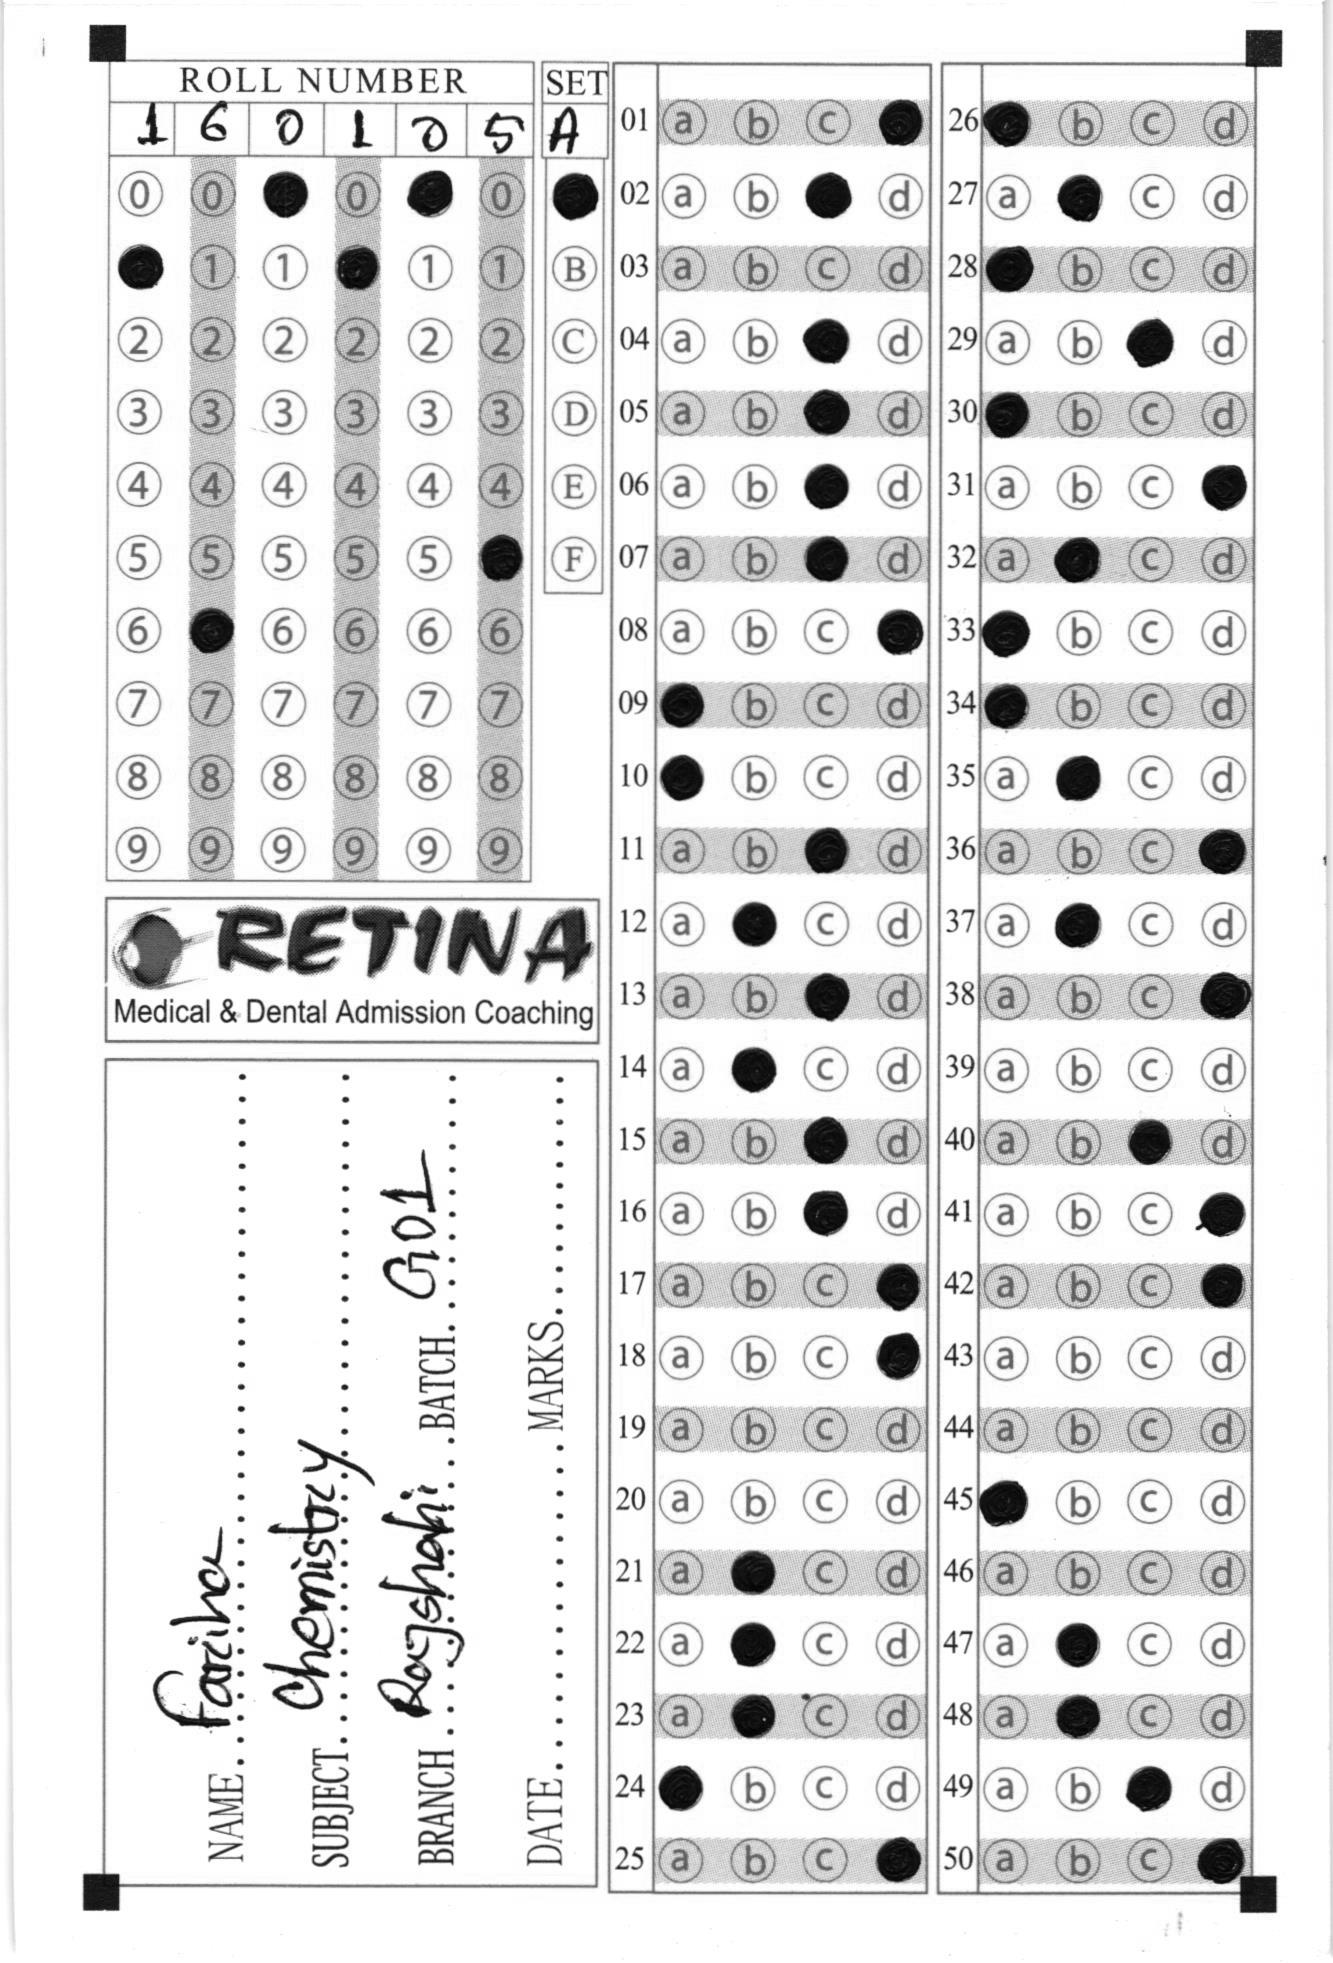 ROLL NUMBER
SET
1 6 0 1 0 5
A
0 0 0 0
1 1 1 1 B
2 2 2 2 2 2 C
3 3 3 3 3 3 D
4 4 4 4 4 4 E
5 5 5 5 5 F
6 6 6 6 6
7 7 7 7 7 7
8 8 8 8 8 8
9 9 9 9 9 9
RETINA
Medical & Dental Admission Coaching
NAME Fariha
SUBJECT Chemistry
BRANCH Rajshahi BATCH G01
DATE MARKS
01 a b c
02 a b d
03 a b c d
04 a b d
05 a b d
06 a b d
07 a b d
08 a b c
09 b c d
10 b c d
11 a b d
12 a c d
13 a b d
14 a c d
15 a b d
16 a b d
17 a b c
18 a b c
19 a b c d
20 a b c d
21 a c d
22 a c d
23 a c d
24 b c d
25 a b c
26 b c d
27 a c d
28 b c d
29 a b d
30 b c d
31 a b c
32 a c d
33 b c d
34 b c d
35 a c d
36 a b c
37 a c d
38 a b c
39 a b c d
40 a b d
41 a b c
42 a b c
43 a b c d
44 a b c d
45 b c d
46 a b c d
47 a c d
48 a c d
49 a b d
50 a b c